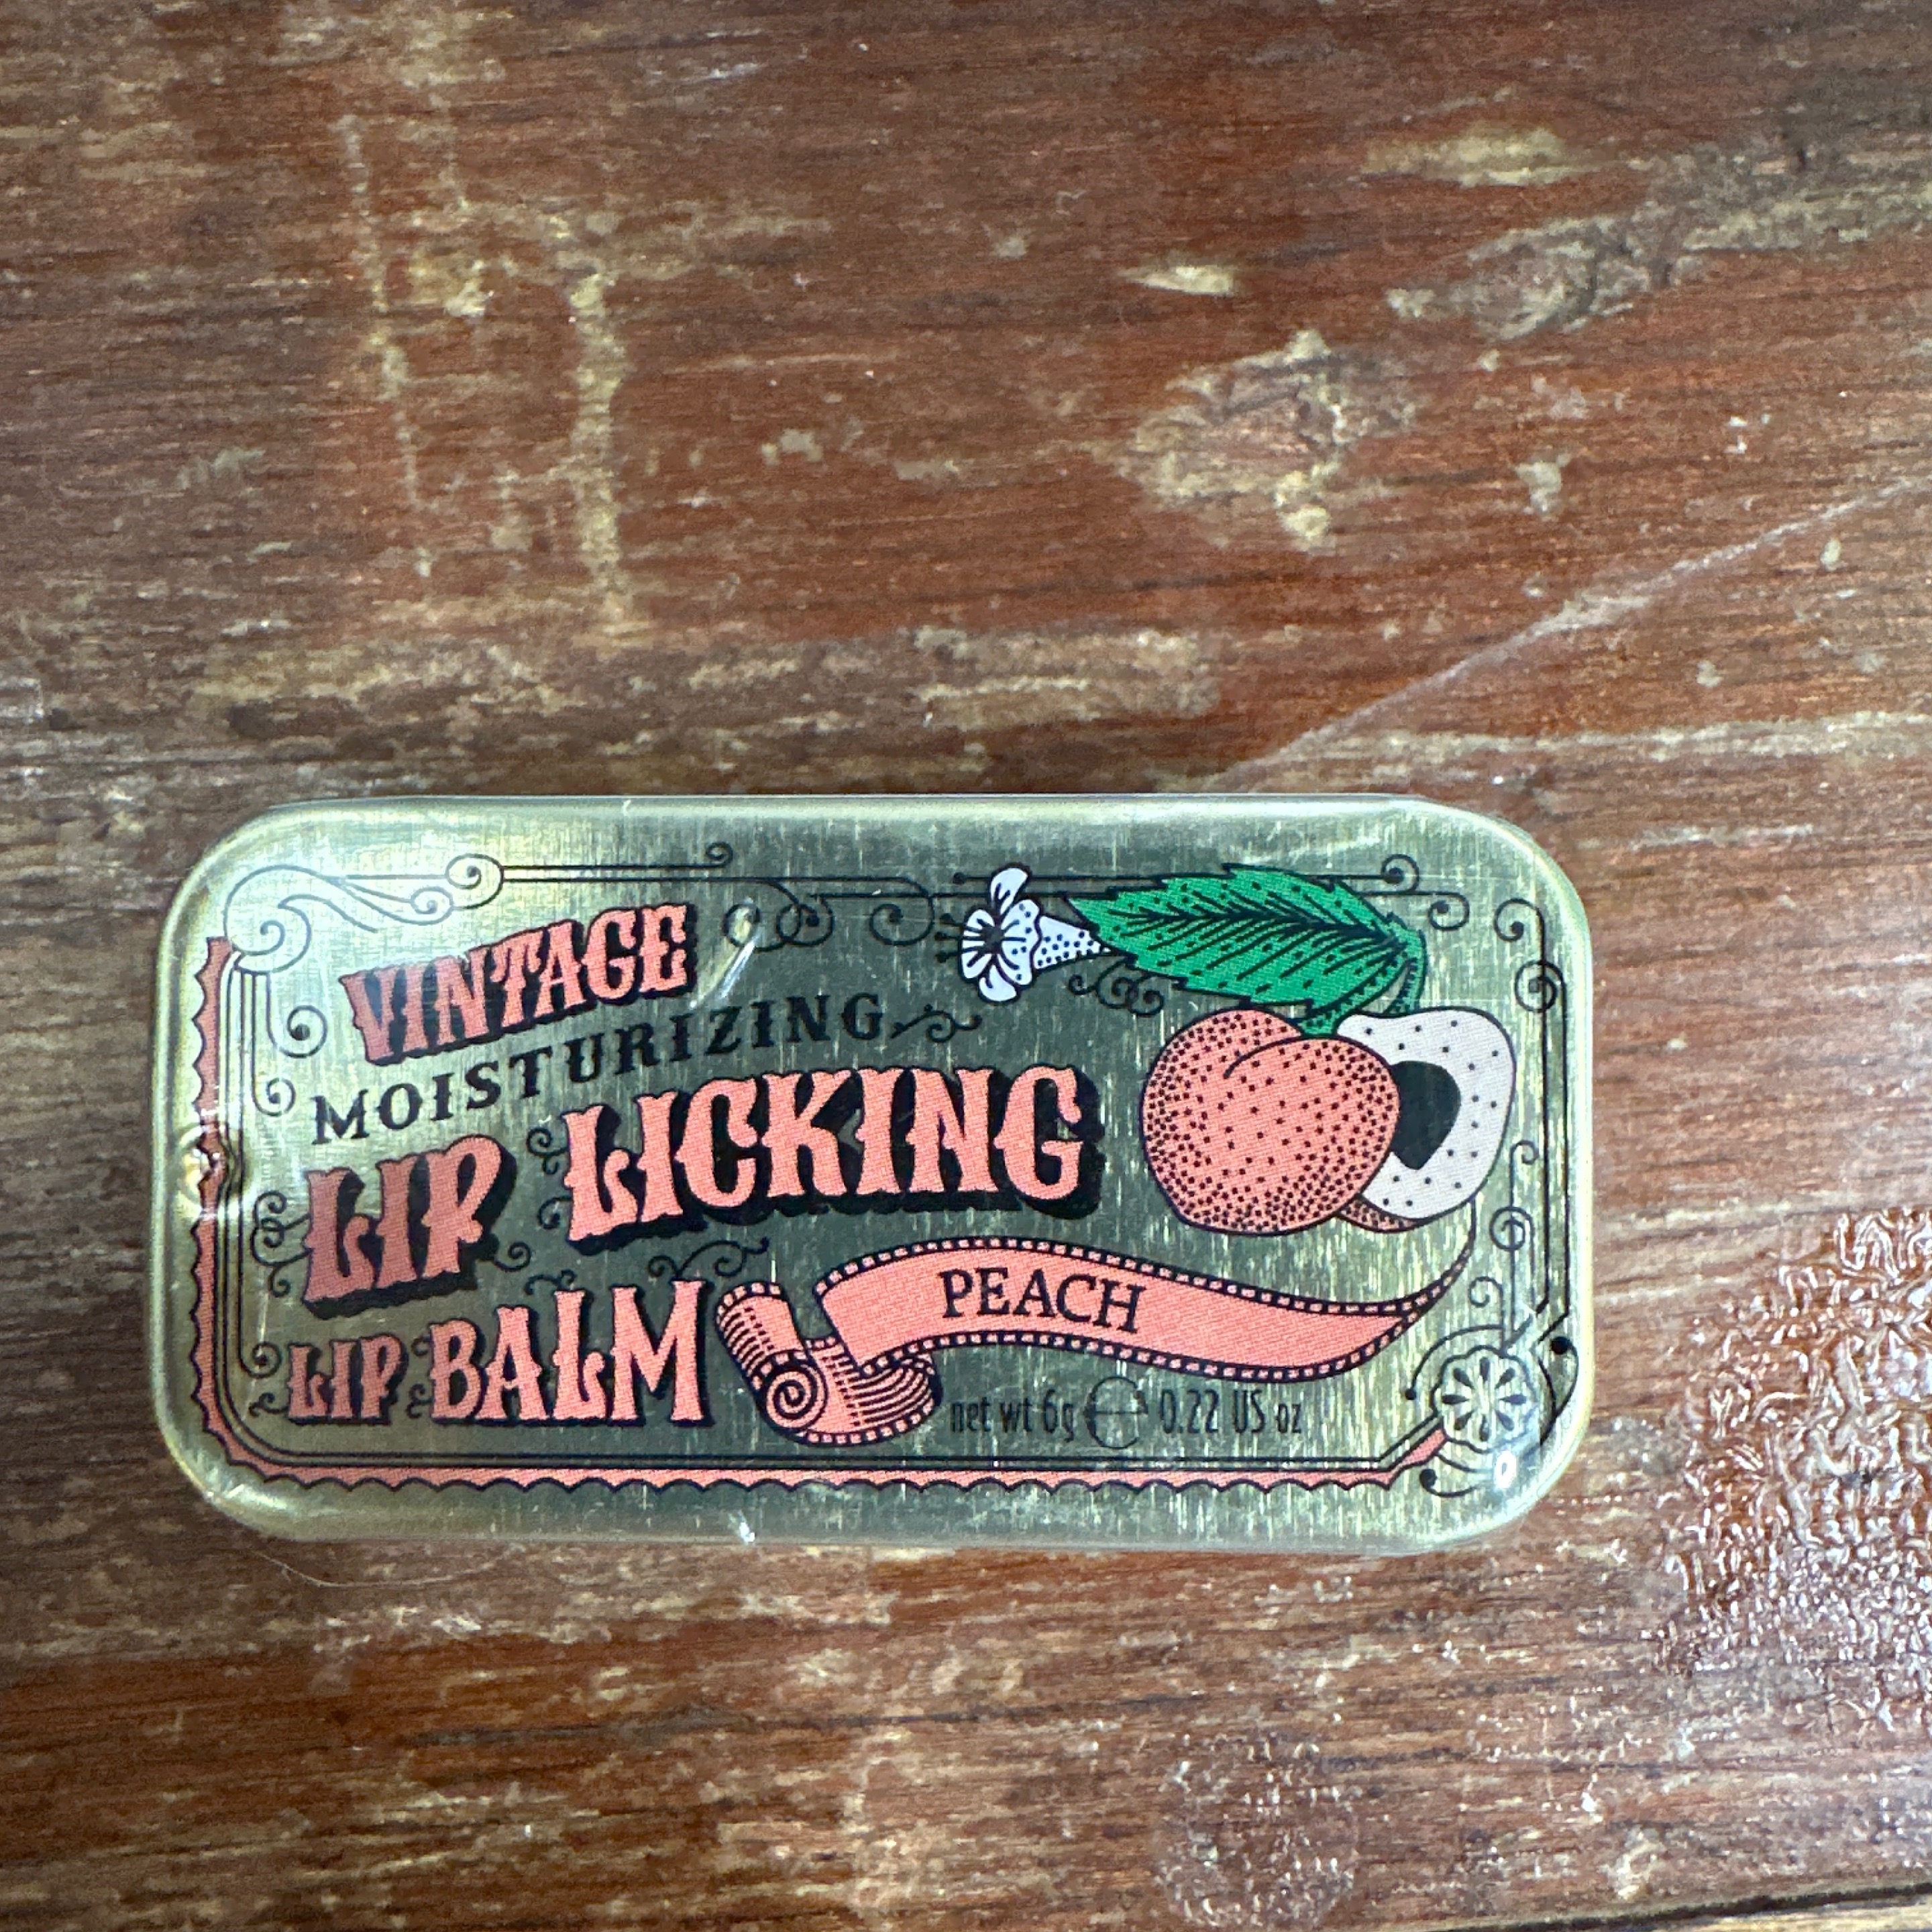 VINTAGE
MOISTURIZING
LIP LICKING
LIP BALM
PEACH
net wt 6g ℮ 0.22 US oz